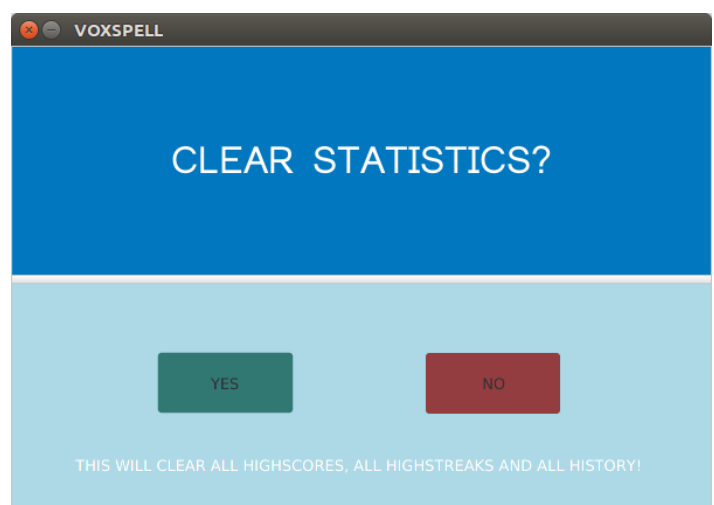 VOXSPELL
CLEAR STATISTICS?
YES
NO
THIS WILL CLEAR ALL HIGHSCORES, ALL HIGHSTREAKS AND ALL HISTORY!